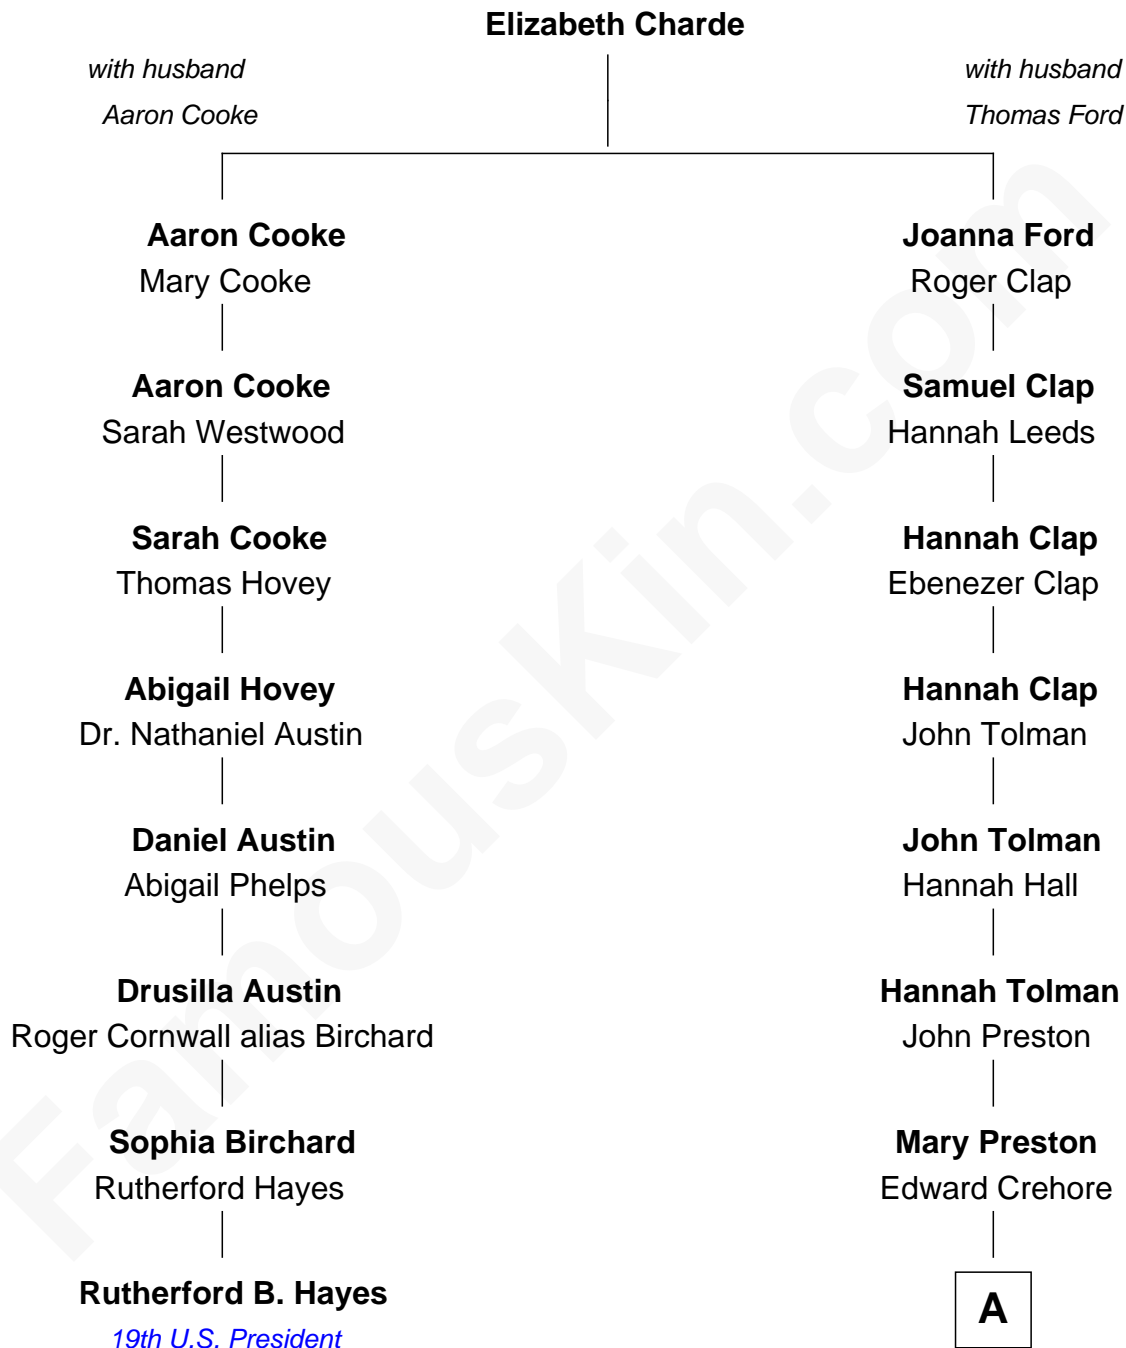 Elizabeth Charde
with husband
Aaron Cooke
with husband
Thomas Ford
Aaron Cooke
Mary Cooke
Joanna Ford
Roger Clap
Aaron Cooke
Sarah Westwood
Samuel Clap
Hannah Leeds
Sarah Cooke
Thomas Hovey
Hannah Clap
Ebenezer Clap
Abigail Hovey
Dr. Nathaniel Austin
Hannah Clap
John Tolman
Daniel Austin
Abigail Phelps
John Tolman
Hannah Hall
Drusilla Austin
Roger Cornwall alias Birchard
Hannah Tolman
John Preston
Sophia Birchard
Rutherford Hayes
Mary Preston
Edward Crehore
Rutherford B. Hayes
19th U.S. President
A
FamousKin.com